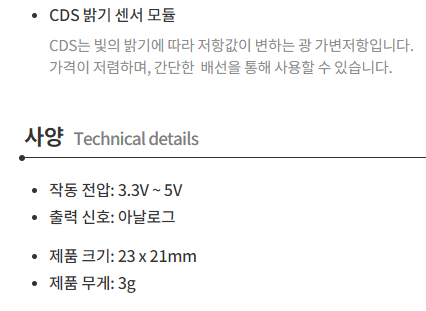 CDS 밝기 센서 모듈
CDS는 빛의 밝기에 따라 저항값이 변하는 광 가변저항입니다.
가격이 저렴하며, 간단한 배선을 통해 사용할 수 있습니다.
사양 Technical details
작동 전압: 3.3V ~ 5V
출력 신호: 아날로그
제품 크기: 23 x 21mm
제품 무게: 3g